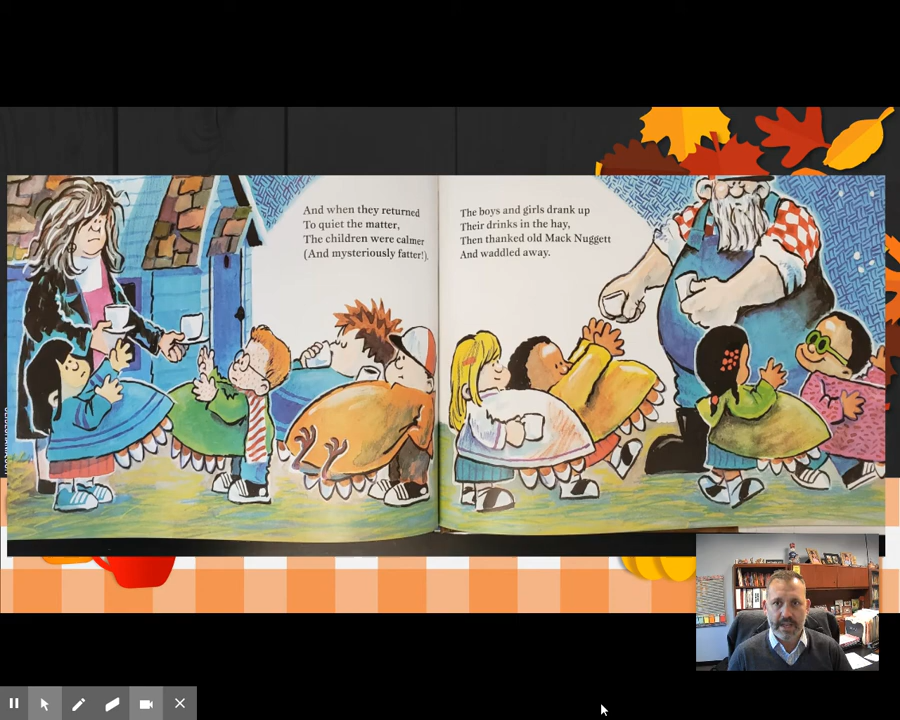 And when they returned
To quiet the matter,
The children were calmer
(And mysteriously fatter!).
The boys and girls drank up
Their drinks in the hay,
Then thanked old Mack Nuggett
And waddled away.